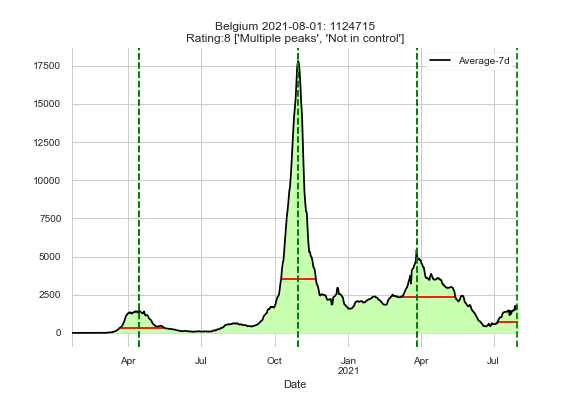 Belgium 2021-08-01: 1124715
Rating:8 ['Multiple peaks', 'Not in control']
Average-7d
17500
15000
12500
10000
7500
5000
2500
0
Apr Jul Oct Jan Apr Jul
2021
Date